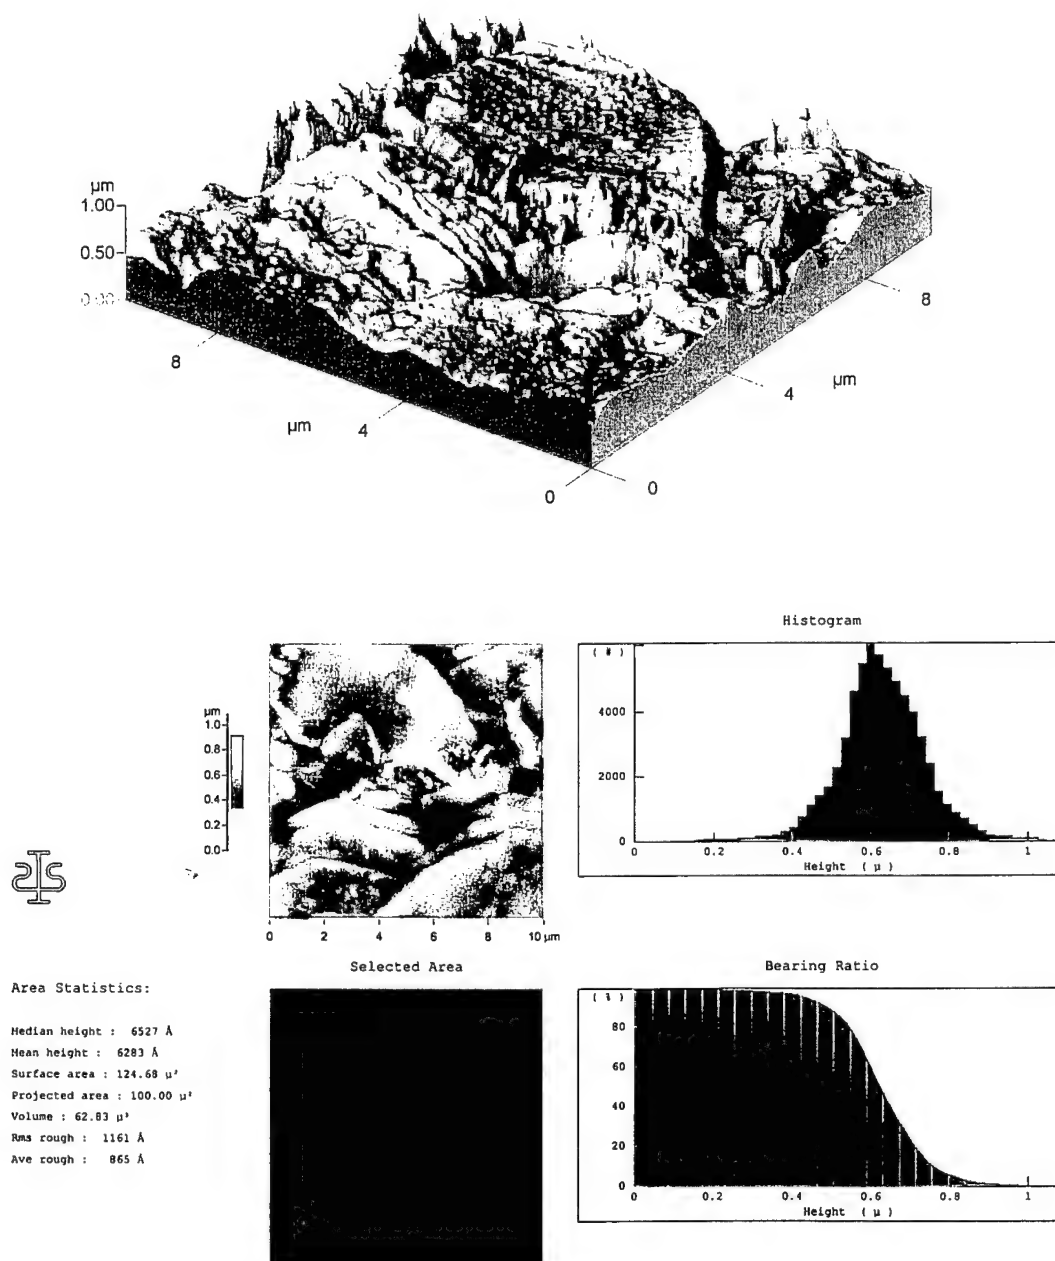 µm
1.00
0.50
0.00
8
µm
4
0
0
4
µm
8
Histogram
( # )
4000
2000
0
0 0.2 0.4 0.6 0.8 1
Height ( µ )
µm
1.0
0.8
0.6
0.4
0.2
0.0
0 2 4 6 8 10 µm
Selected Area
Bearing Ratio
( % )
80
60
40
20
0
0 0.2 0.4 0.6 0.8 1
Height ( µ )
Area Statistics:
Median height : 6527 Å
Mean height : 6283 Å
Surface area : 124.68 µ²
Projected area : 100.00 µ²
Volume : 62.83 µ³
Rms rough : 1161 Å
Ave rough : 865 Å